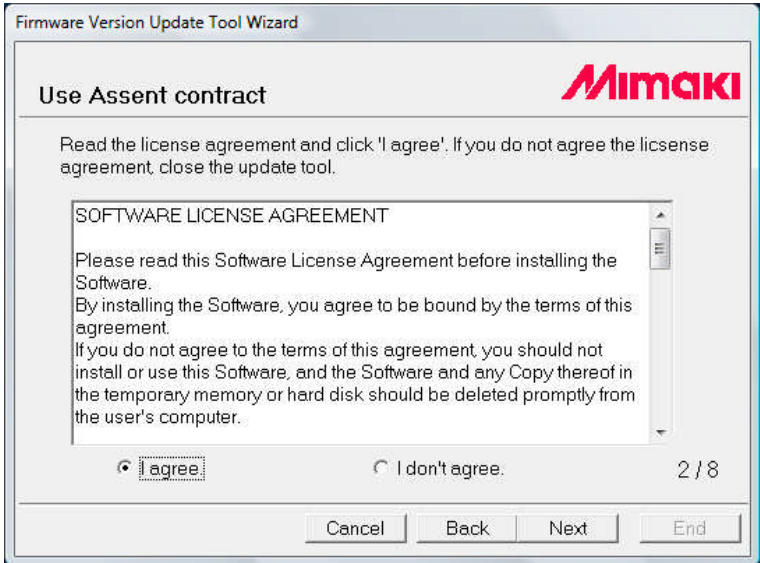 Firmware Version Update Tool Wizard
Use Assent contract
Mimaki
Read the license agreement and click 'I agree'. If you do not agree the licsense
agreement, close the update tool.
SOFTWARE LICENSE AGREEMENT
Please read this Software License Agreement before installing the
Software.
By installing the Software, you agree to be bound by the terms of this
agreement.
If you do not agree to the terms of this agreement, you should not
install or use this Software, and the Software and any Copy thereof in
the temporary memory or hard disk should be deleted promptly from
the user's computer.
I agree. I don't agree. 2 / 8
Cancel Back Next End